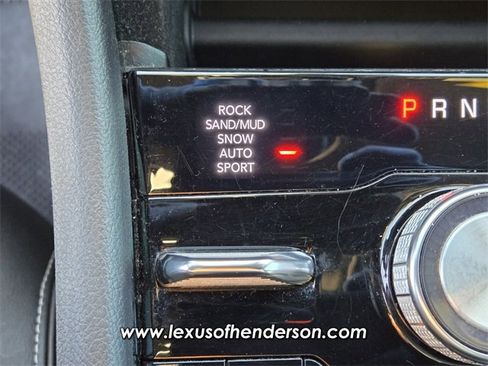 ROCK
SAND/MUD
SNOW
AUTO
SPORT
P R N
www.lexusofhenderson.com